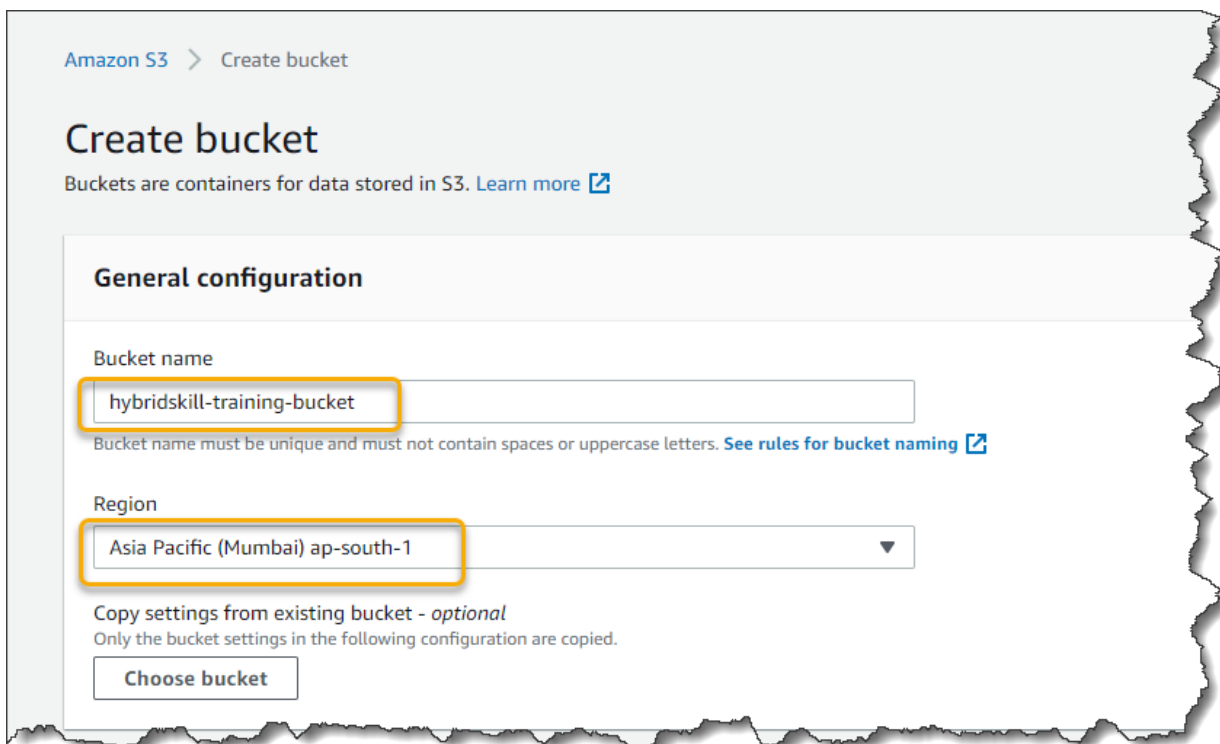 Amazon S3 > Create bucket
Create bucket
Buckets are containers for data stored in S3. Learn more
General configuration
Bucket name
hybridskill-training-bucket
Bucket name must be unique and must not contain spaces or uppercase letters. See rules for bucket naming
Region
Asia Pacific (Mumbai) ap-south-1
Copy settings from existing bucket - optional
Only the bucket settings in the following configuration are copied.
Choose bucket